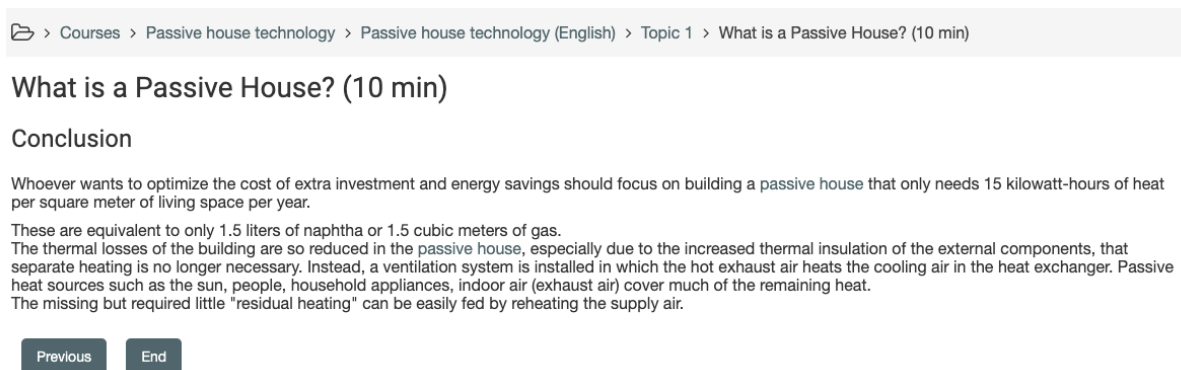 > Courses > Passive house technology > Passive house technology (English) > Topic 1 > What is a Passive House? (10 min)
What is a Passive House? (10 min)
Conclusion
Whoever wants to optimize the cost of extra investment and energy savings should focus on building a passive house that only needs 15 kilowatt-hours of heat
per square meter of living space per year.
These are equivalent to only 1.5 liters of naphtha or 1.5 cubic meters of gas.
The thermal losses of the building are so reduced in the passive house, especially due to the increased thermal insulation of the external components, that
separate heating is no longer necessary. Instead, a ventilation system is installed in which the hot exhaust air heats the cooling air in the heat exchanger. Passive
heat sources such as the sun, people, household appliances, indoor air (exhaust air) cover much of the remaining heat.
The missing but required little "residual heating" can be easily fed by reheating the supply air.
Previous End